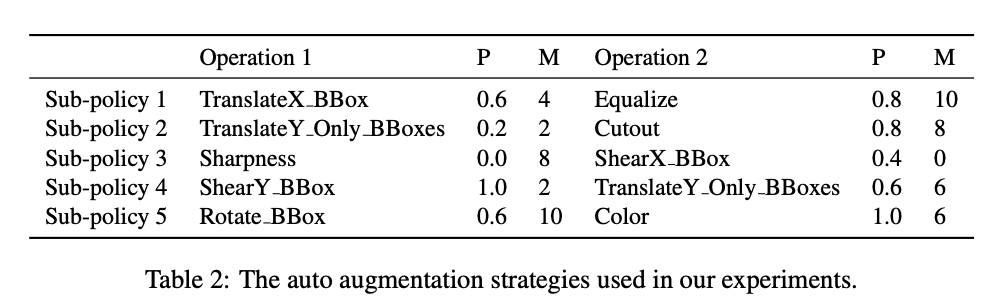 Operation 1 P M Operation 2 P M
Sub-policy 1 TranslateX_BBox 0.6 4 Equalize 0.8 10
Sub-policy 2 TranslateY_Only_BBoxes 0.2 2 Cutout 0.8 8
Sub-policy 3 Sharpness 0.0 8 ShearX_BBox 0.4 0
Sub-policy 4 ShearY_BBox 1.0 2 TranslateY_Only_BBoxes 0.6 6
Sub-policy 5 Rotate_BBox 0.6 10 Color 1.0 6
Table 2: The auto augmentation strategies used in our experiments.